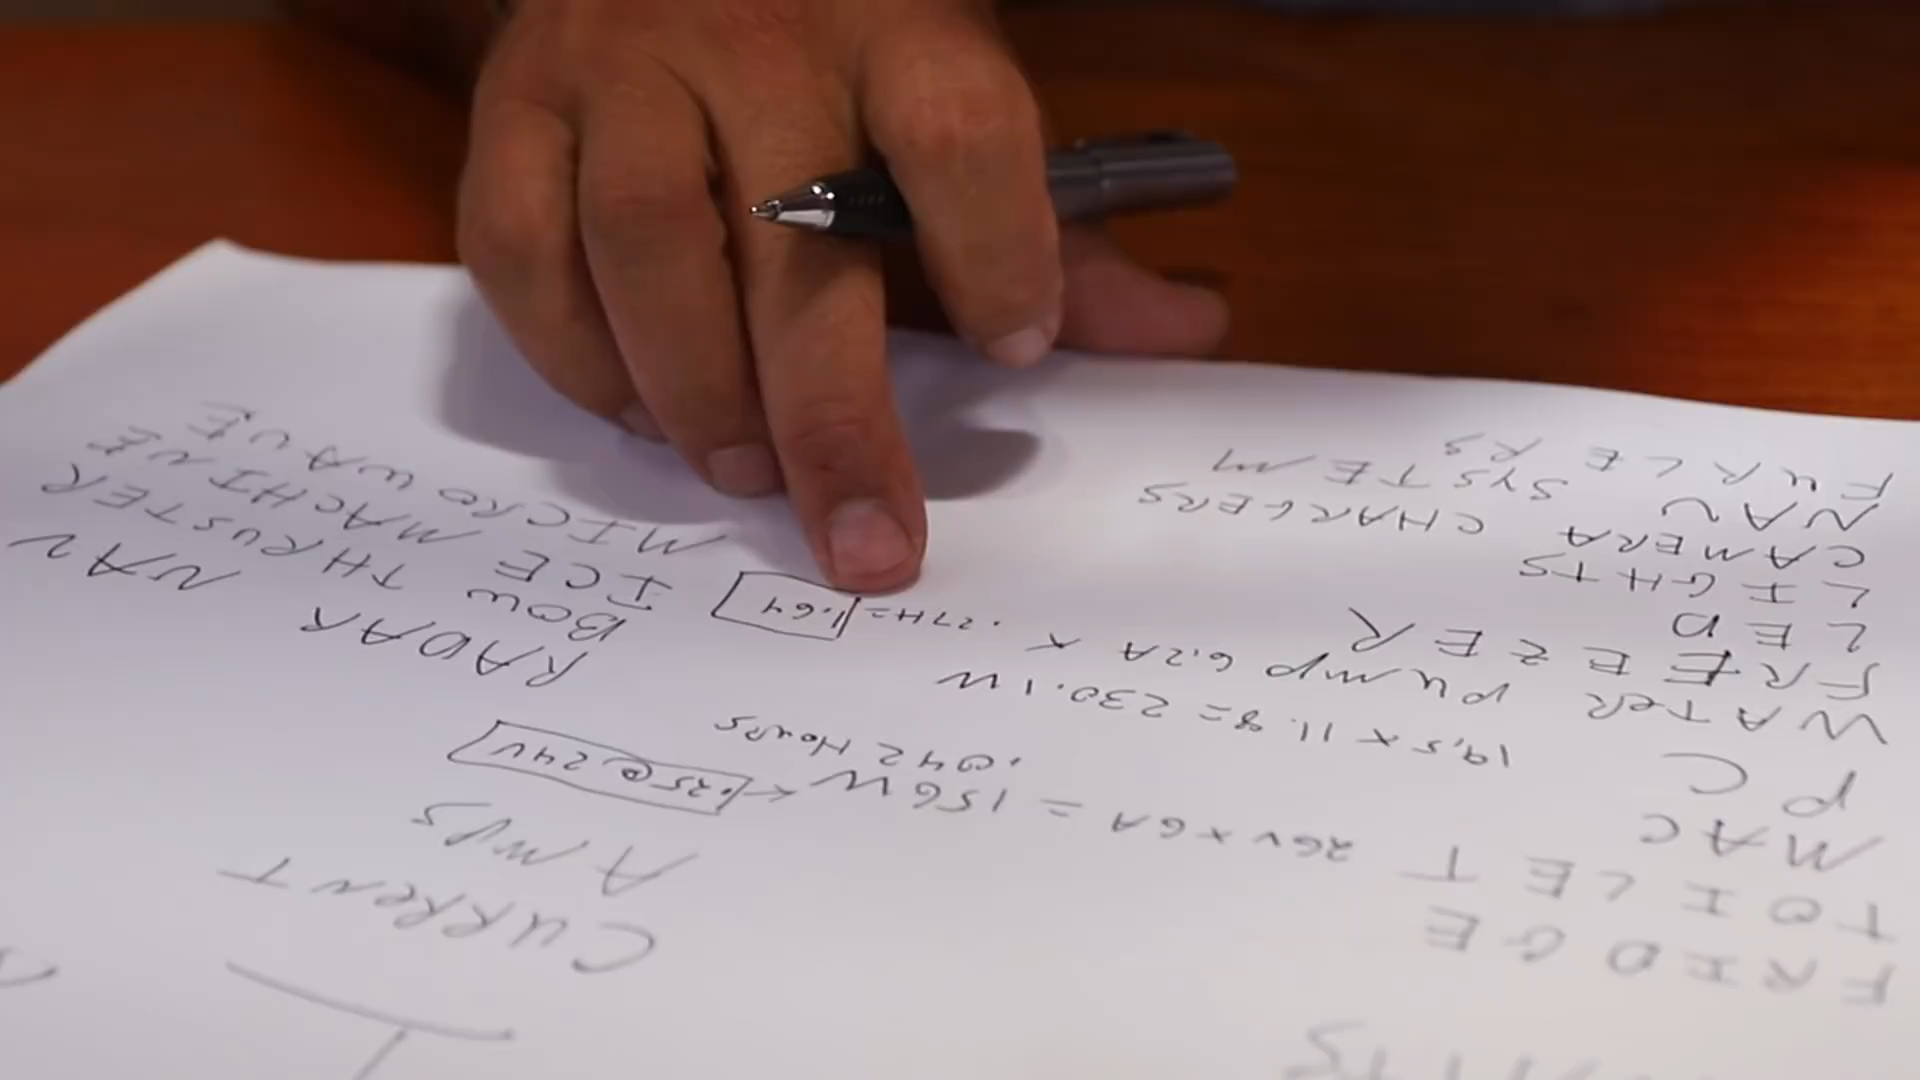 FRIDGE
TOILET 26V x 6A = 156W ← .25@24V
.042 HOURS
MAC 19.5 x 11.8 = 230.1W
PC
WATER PUMP 6.2A x .27H = 1.64
FREEZER
LED
LIGHTS
CAMERA CHARGERS
NAV SYSTEM
FURLERS
CURRENT
AMPS
RADAR NAV
BOW THRUSTER
ICE MACHINE
MICROWAVE